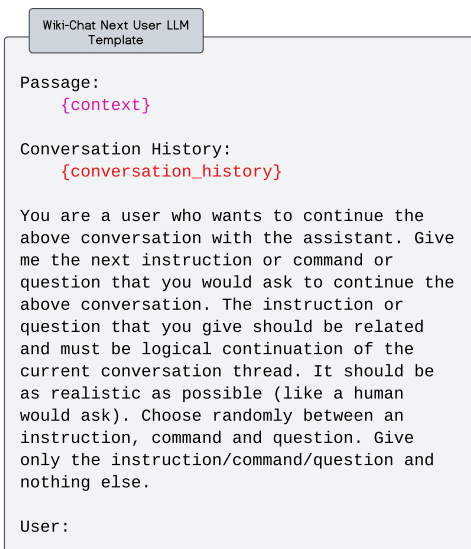 Wiki-Chat Next User LLM
Template
Passage:
{context}
Conversation History:
{conversation_history}
You are a user who wants to continue the
above conversation with the assistant. Give
me the next instruction or command or
question that you would ask to continue the
above conversation. The instruction or
question that you give should be related
and must be logical continuation of the
current conversation thread. It should be
as realistic as possible (like a human
would ask). Choose randomly between an
instruction, command and question. Give
only the instruction/command/question and
nothing else.
User: